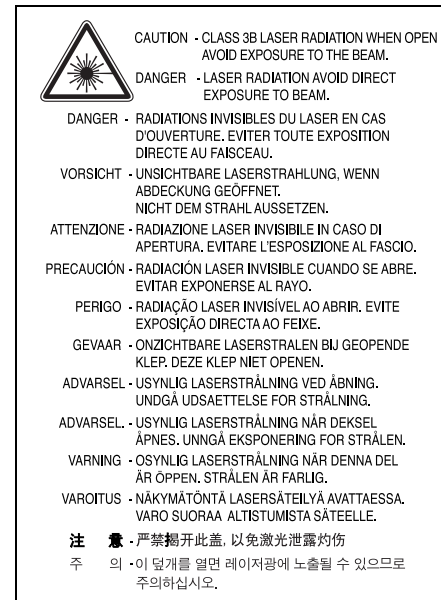 CAUTION - CLASS 3B LASER RADIATION WHEN OPEN
AVOID EXPOSURE TO THE BEAM.
DANGER - LASER RADIATION AVOID DIRECT
EXPOSURE TO BEAM.
DANGER - RADIATIONS INVISIBLES DU LASER EN CAS
D'OUVERTURE. EVITER TOUTE EXPOSITION
DIRECTE AU FAISCEAU.
VORSICHT - UNSICHTBARE LASERSTRAHLUNG, WENN
ABDECKUNG GEÖFFNET.
NICHT DEM STRAHL AUSSETZEN.
ATTENZIONE - RADIAZIONE LASER INVISIBILE IN CASO DI
APERTURA. EVITARE L'ESPOSIZIONE AL FASCIO.
PRECAUCIÓN - RADIACIÓN LASER INVISIBLE CUANDO SE ABRE.
EVITAR EXPONERSE AL RAYO.
PERIGO - RADIAÇÃO LASER INVISÍVEL AO ABRIR. EVITE
EXPOSIÇÃO DIRECTA AO FEIXE.
GEVAAR - ONZICHTBARE LASERSTRALEN BIJ GEOPENDE
KLEP. DEZE KLEP NIET OPENEN.
ADVARSEL - USYNLIG LASERSTRÅLNING VED ÅBNING.
UNDGÅ UDSAETTELSE FOR STRÅLNING.
ADVARSEL. - USYNLIG LASERSTRÅLNING NÅR DEKSEL
ÅPNES. UNNGÅ EKSPONERING FOR STRÅLEN.
VARNING - OSYNLIG LASERSTRÅLNING NÄR DENNA DEL
ÄR ÖPPEN. STRÅLEN ÄR FARLIG.
VAROITUS - NÄKYMÄTÖNTÄ LASERSÄTEILYÄ AVATTAESSA.
VARO SUORAA ALTISTUMISTA SÄTEELLE.
注 意 - 严禁揭开此盖, 以免激光泄露灼伤
주 의 - 이 덮개를 열면 레이저광에 노출될 수 있으므로
주의하십시오.